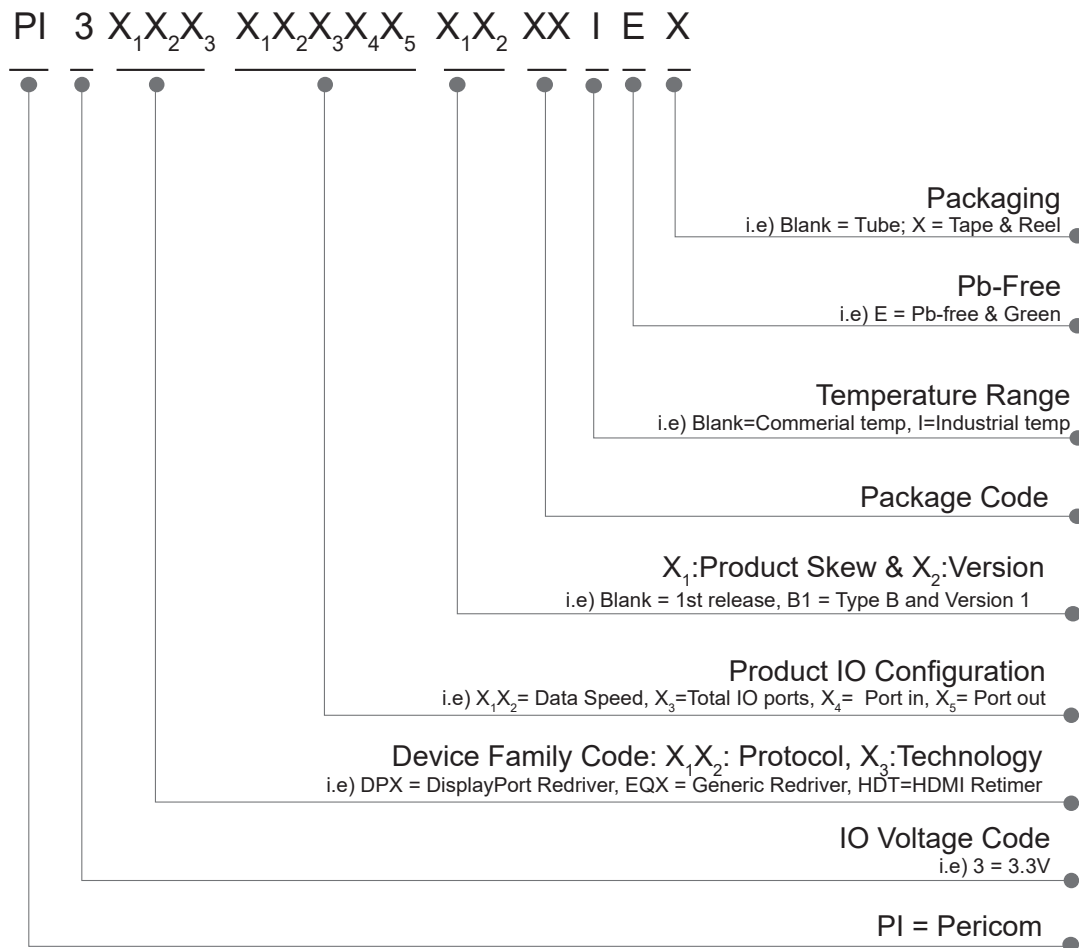 PI 3 X₁X₂X₃ X₁X₂X₃X₄X₅ X₁X₂ XX I E X
Packaging
i.e) Blank = Tube; X = Tape & Reel
Pb-Free
i.e) E = Pb-free & Green
Temperature Range
i.e) Blank=Commerial temp, I=Industrial temp
Package Code
X₁:Product Skew & X₂:Version
i.e) Blank = 1st release, B1 = Type B and Version 1
Product IO Configuration
i.e) X₁X₂= Data Speed, X₃=Total IO ports, X₄= Port in, X₅= Port out
Device Family Code: X₁X₂: Protocol, X₃:Technology
i.e) DPX = DisplayPort Redriver, EQX = Generic Redriver, HDT=HDMI Retimer
IO Voltage Code
i.e) 3 = 3.3V
PI = Pericom